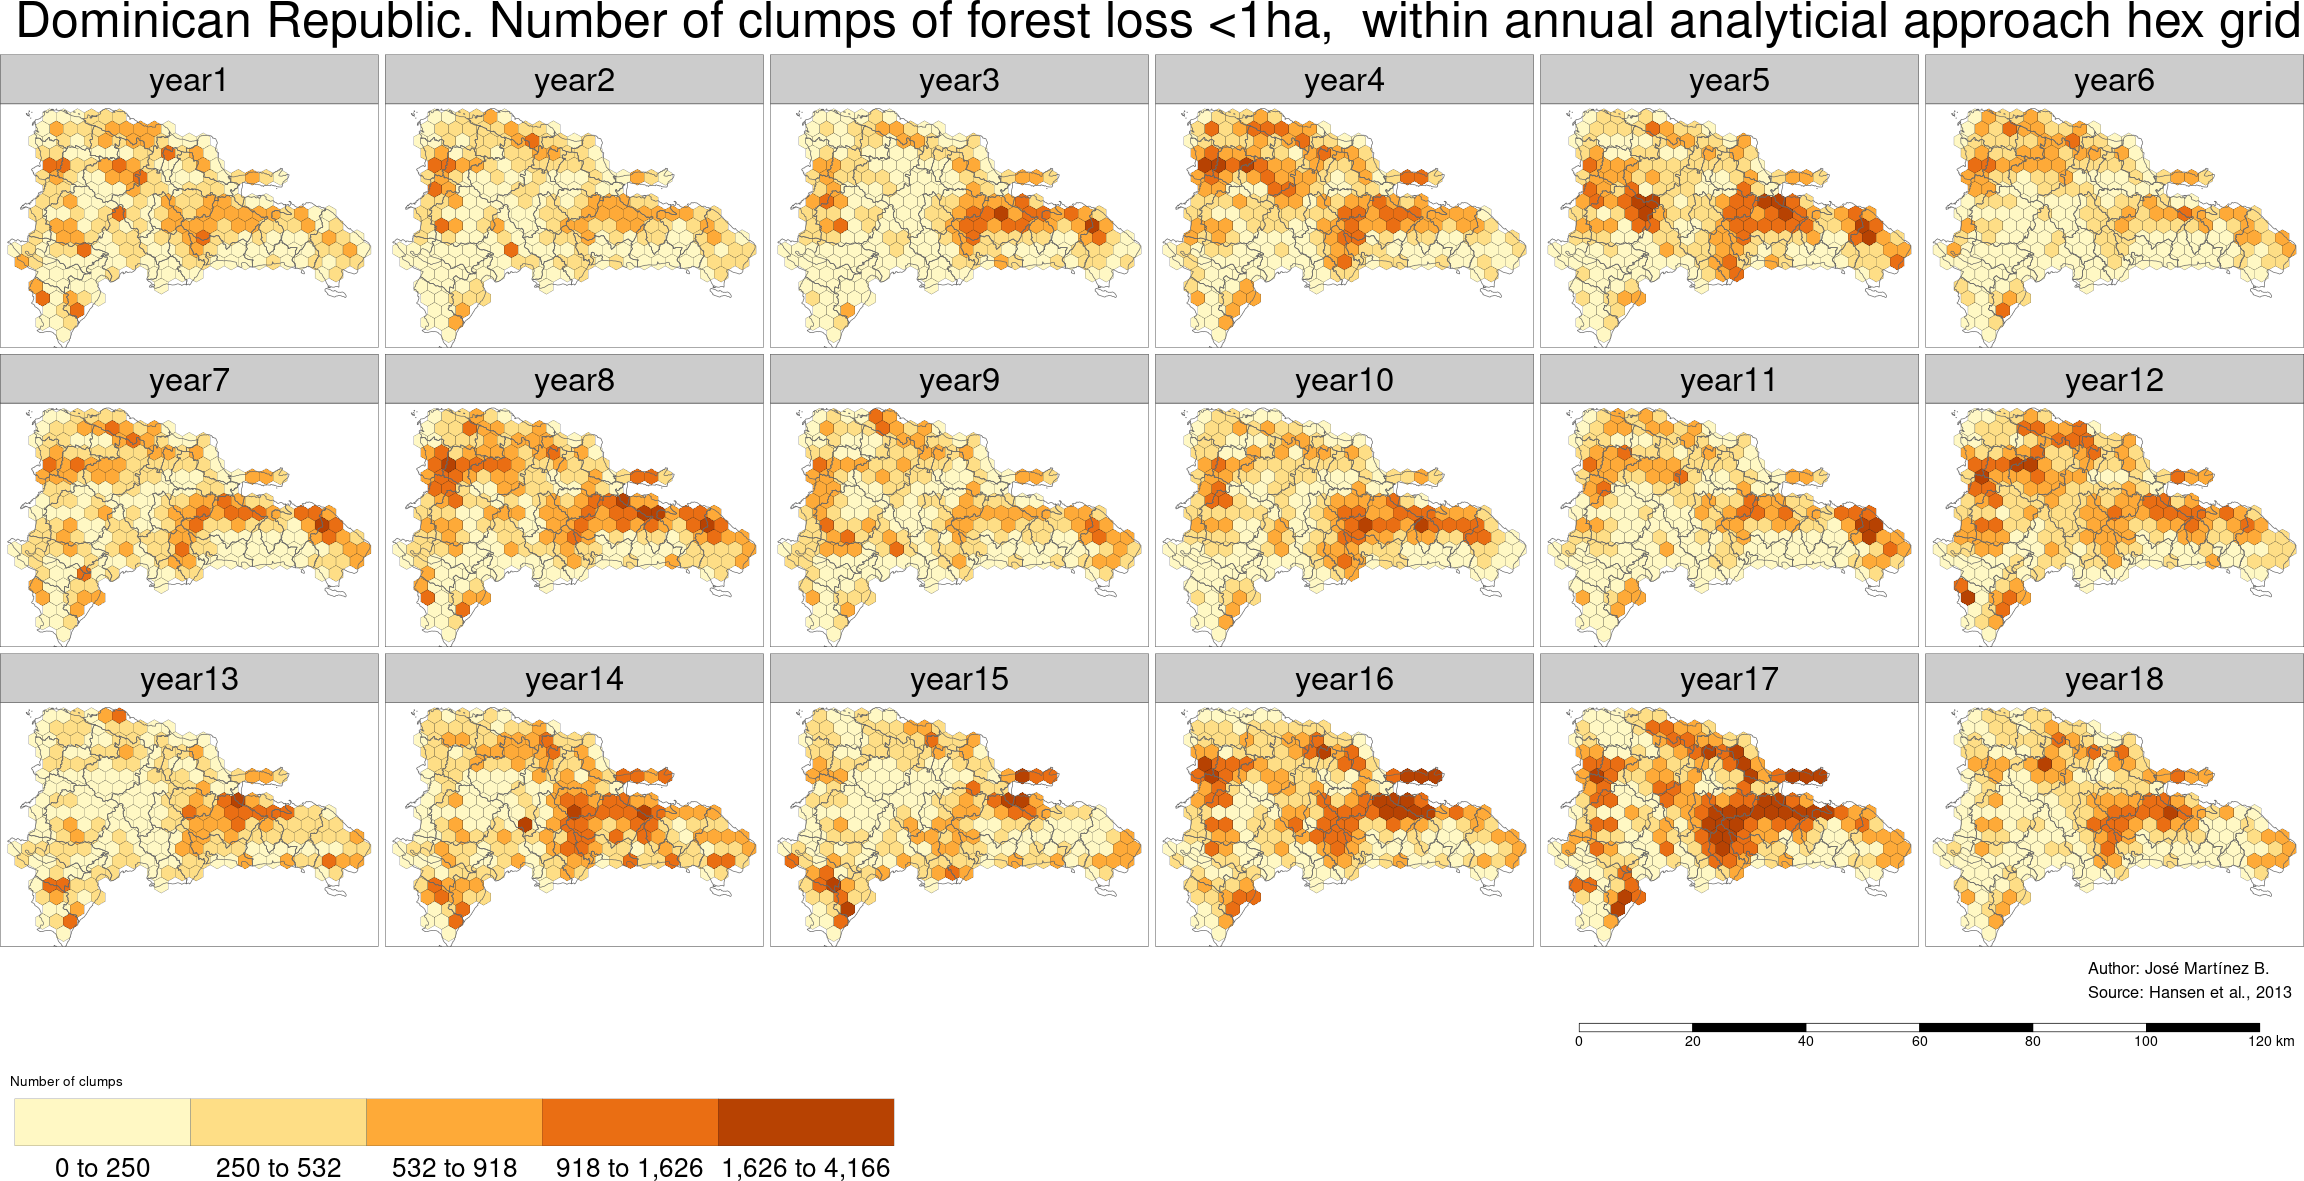 Dominican Republic. Number of clumps of forest loss <1ha,  within annual analyticial approach hex grid
year1 year2 year3 year4 year5 year6
year7 year8 year9 year10 year11 year12
year13 year14 year15 year16 year17 year18
Author: José Martínez B.
Source: Hansen et al., 2013
0 20 40 60 80 100 120 km
Number of clumps
0 to 250 250 to 532 532 to 918 918 to 1,626 1,626 to 4,166